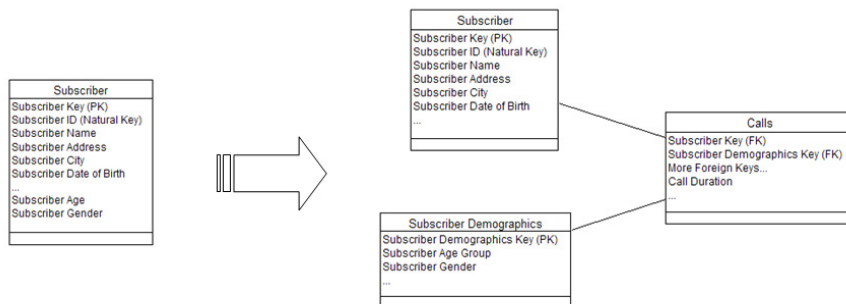 Subscriber
Subscriber Key (PK)
Subscriber ID (Natural Key)
Subscriber Name
Subscriber Address
Subscriber City
Subscriber Date of Birth
...
Subscriber Age
Subscriber Gender
Subscriber
Subscriber Key (PK)
Subscriber ID (Natural Key)
Subscriber Name
Subscriber Address
Subscriber City
Subscriber Date of Birth
...
Subscriber Demographics
Subscriber Demographics Key (PK)
Subscriber Age Group
Subscriber Gender
...
Calls
Subscriber Key (FK)
Subscriber Demographics Key (FK)
More Foreign Keys...
Call Duration
...